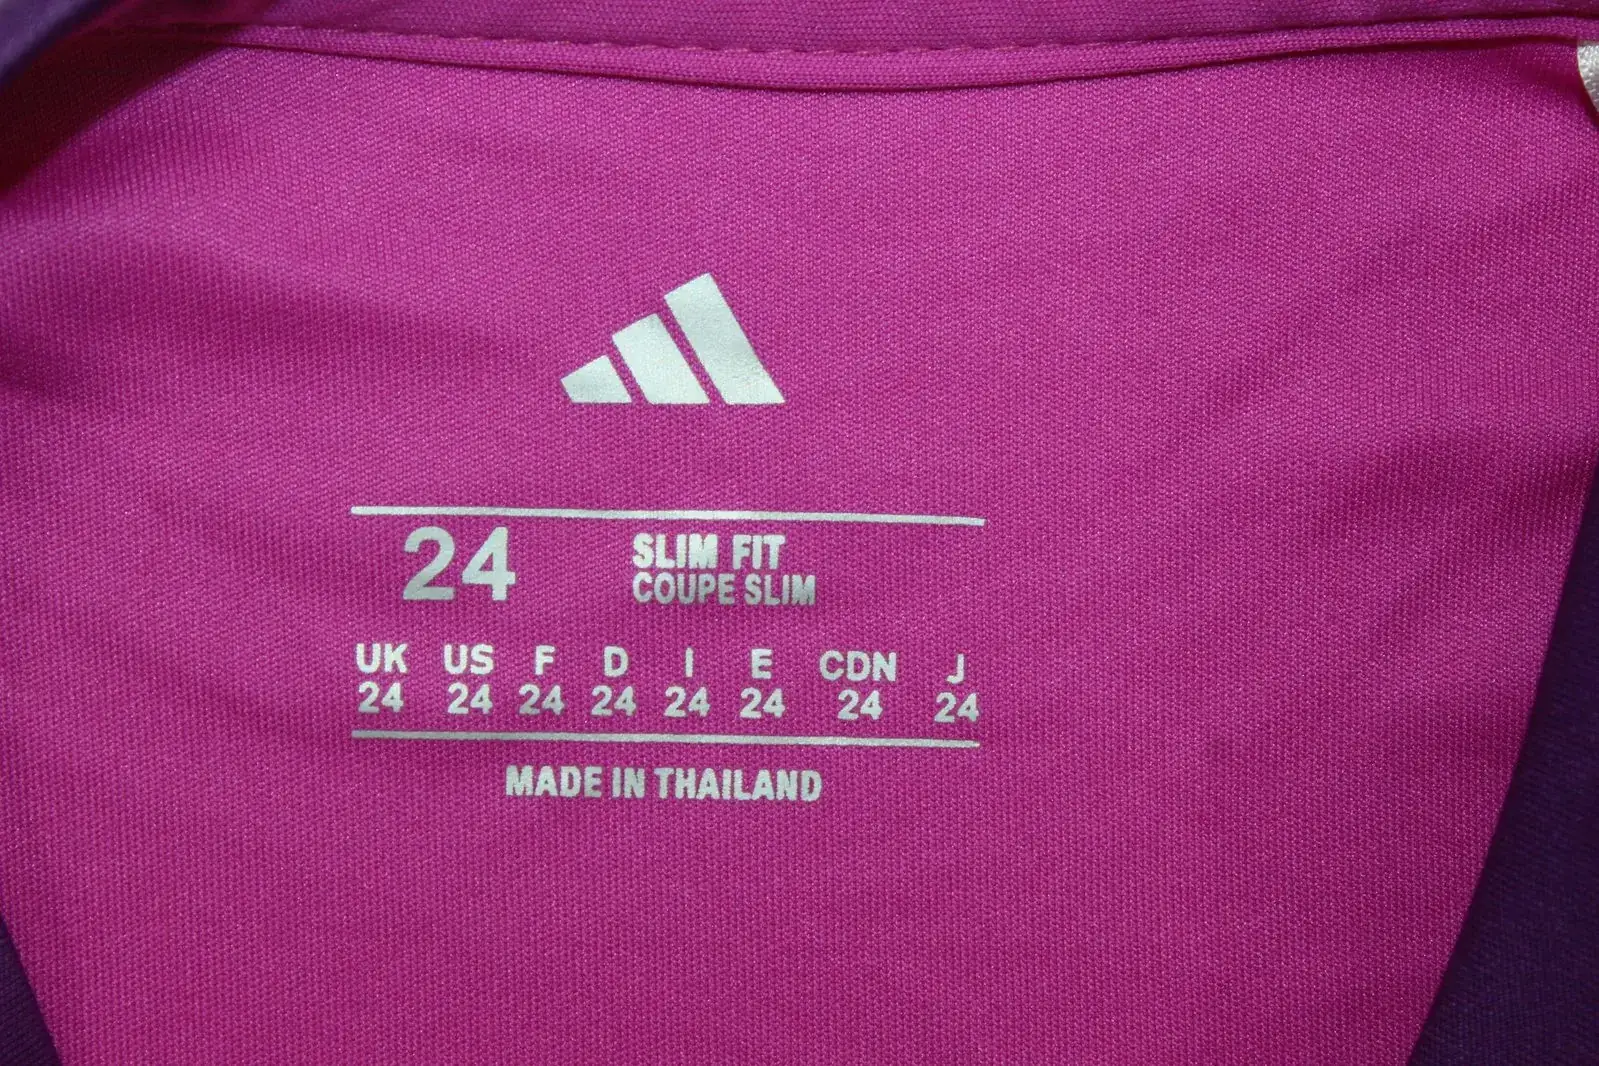 24 SLIM FIT
COUPE SLIM
UK US F D I E CDN J
24 24 24 24 24 24 24 24
MADE IN THAILAND